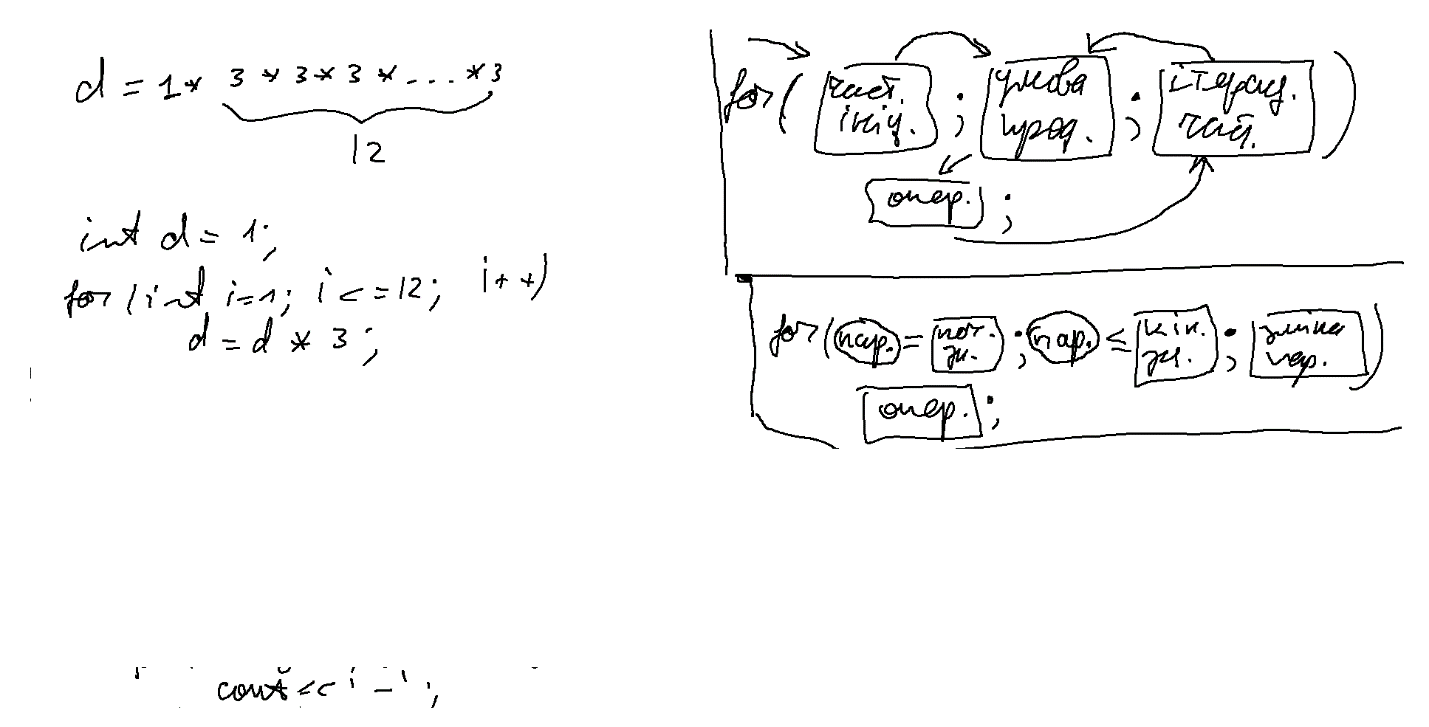 d = 1 * 3 * 3 * 3 * ... * 3
12
int d = 1;
for (int i=1; i <= 12; i++)
d = d * 3;
for ( част. ініц. ; умова прод. ; ітерац. част. )
опер. ;
for ( пар. = поч. зн. ; пар. ≤ кін. зн. ; зміна пар. )
опер. ;
cout <<